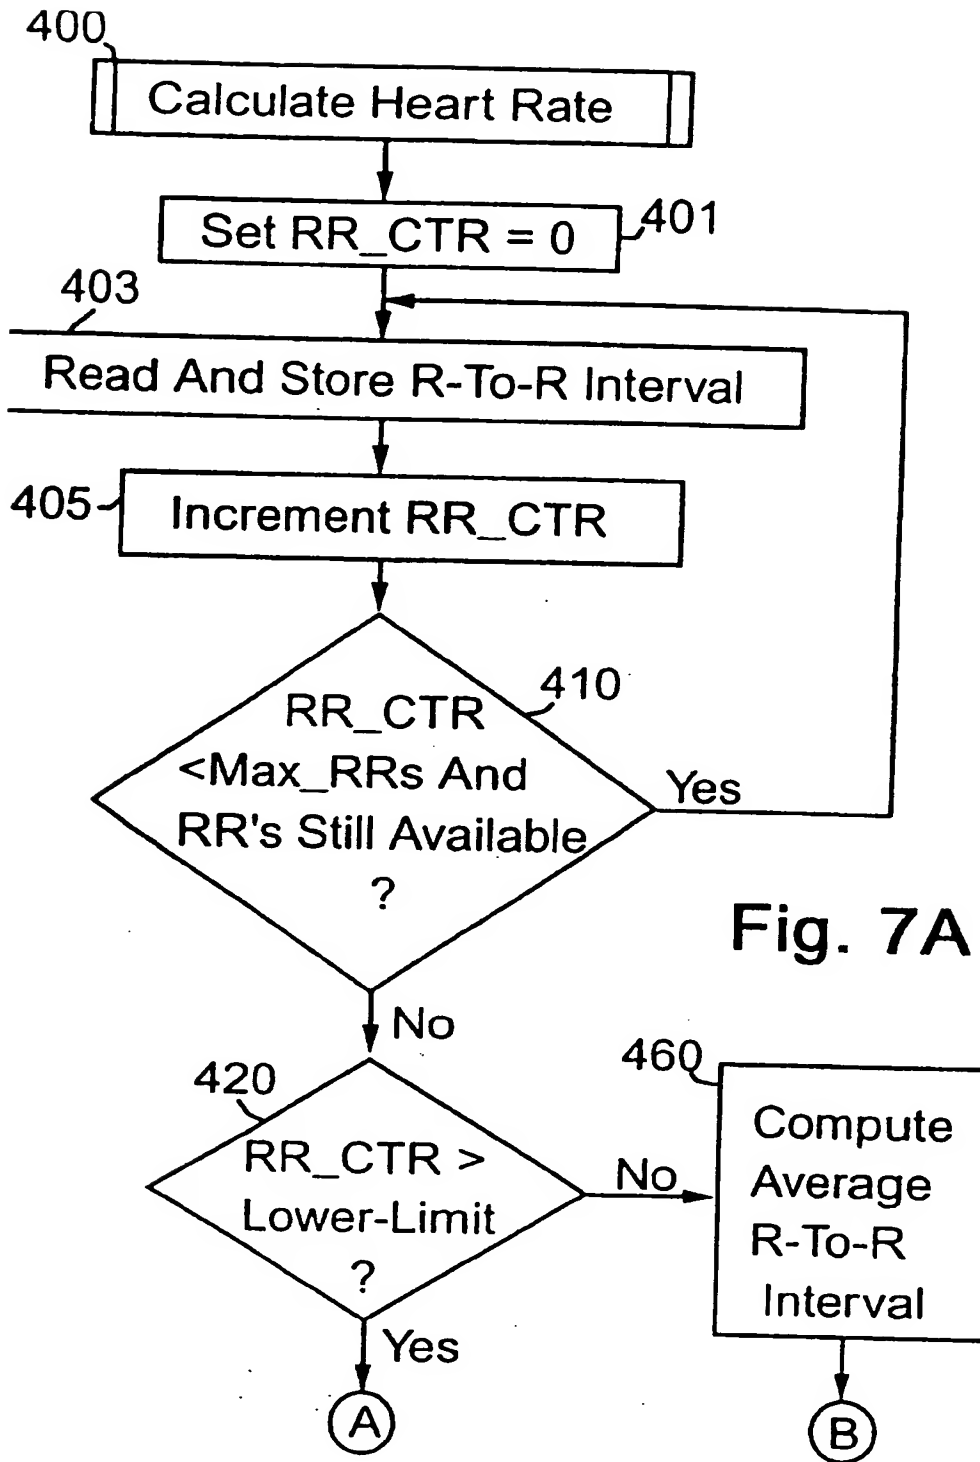 400
Calculate Heart Rate
Set RR_CTR = 0
401
403
Read And Store R-To-R Interval
405
Increment RR_CTR
410
RR_CTR
<Max_RRs And
RR's Still Available
?
Yes
Fig. 7A
No
420
RR_CTR >
Lower-Limit
?
No
460
Compute
Average
R-To-R
Interval
Yes
A
B